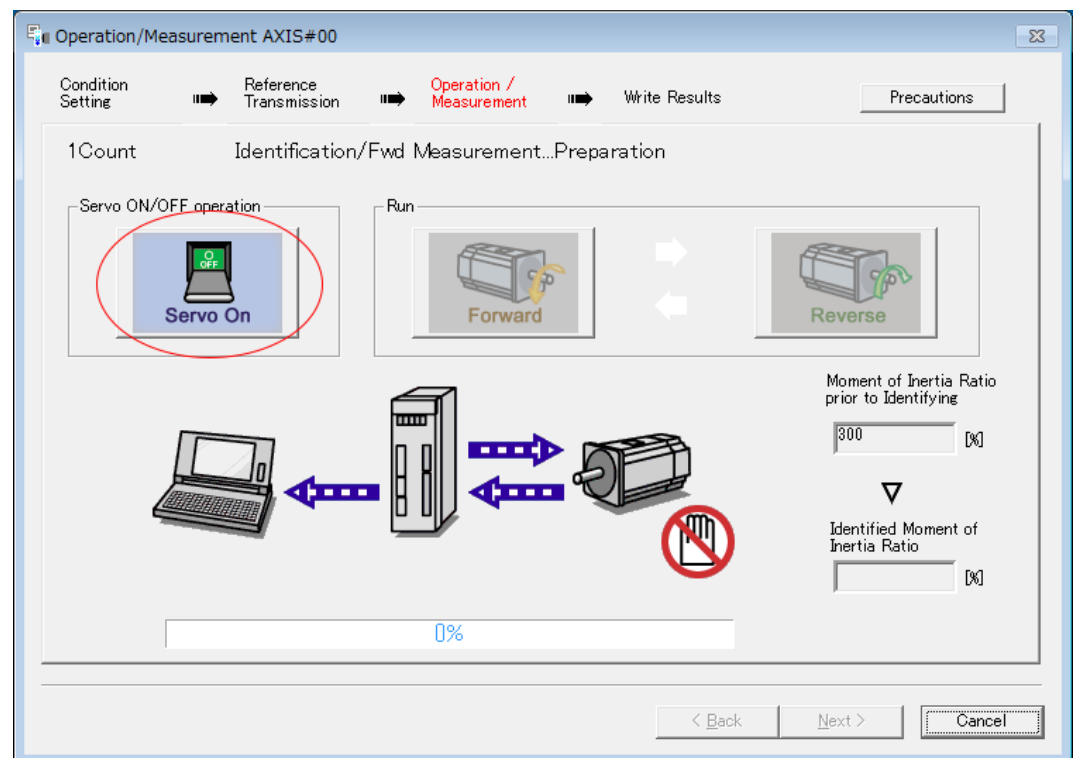 Operation/Measurement AXIS#00
Condition
Setting
Reference
Transmission
Operation /
Measurement
Write Results
Precautions
1Count Identification/Fwd Measurement...Preparation
Servo ON/OFF operation
Run
O
OFF
Servo On
Forward
Reverse
Moment of Inertia Ratio
prior to Identifying
300 [%]
Identified Moment of
Inertia Ratio
[%]
0%
< Back
Next >
Cancel